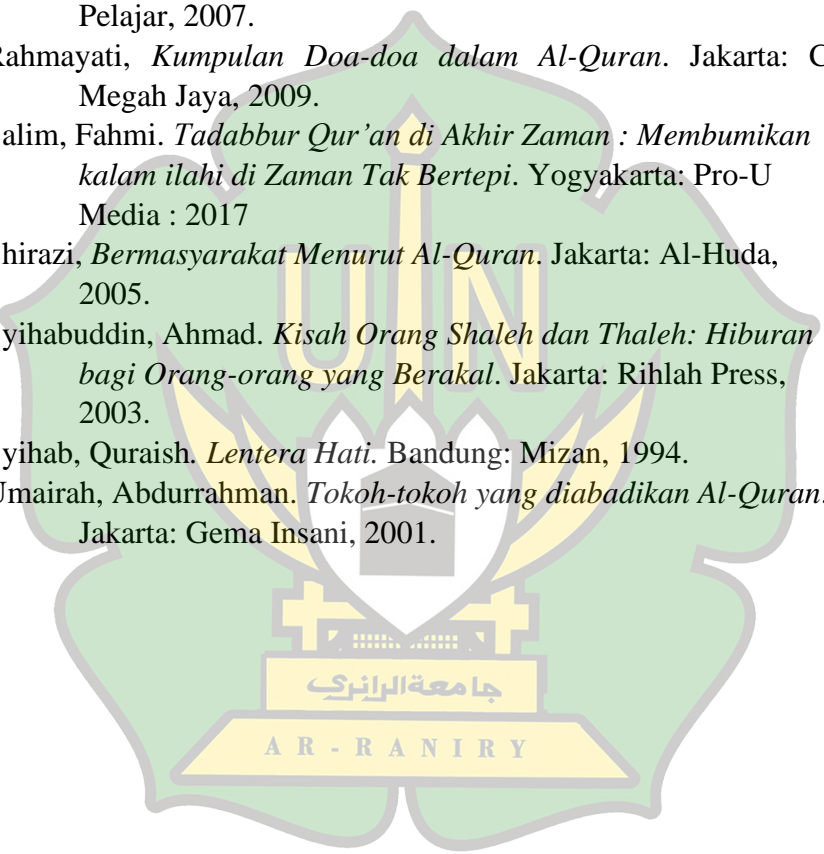 Pelajar, 2007.
Rahmayati, Kumpulan Doa-doa dalam Al-Quran. Jakarta: C
Megah Jaya, 2009.
alim, Fahmi. Tadabbur Qur’an di Akhir Zaman : Membumikan
kalam ilahi di Zaman Tak Bertepi. Yogyakarta: Pro-U
Media : 2017
hirazi, Bermasyarakat Menurut Al-Quran. Jakarta: Al-Huda,
2005.
yihabuddin, Ahmad. Kisah Orang Shaleh dan Thaleh: Hiburan
bagi Orang-orang yang Berakal. Jakarta: Rihlah Press,
2003.
yihab, Quraish. Lentera Hati. Bandung: Mizan, 1994.
Umairah, Abdurrahman. Tokoh-tokoh yang diabadikan Al-Quran.
Jakarta: Gema Insani, 2001.
UIN
جامعةالرانري
AR-RANIRY